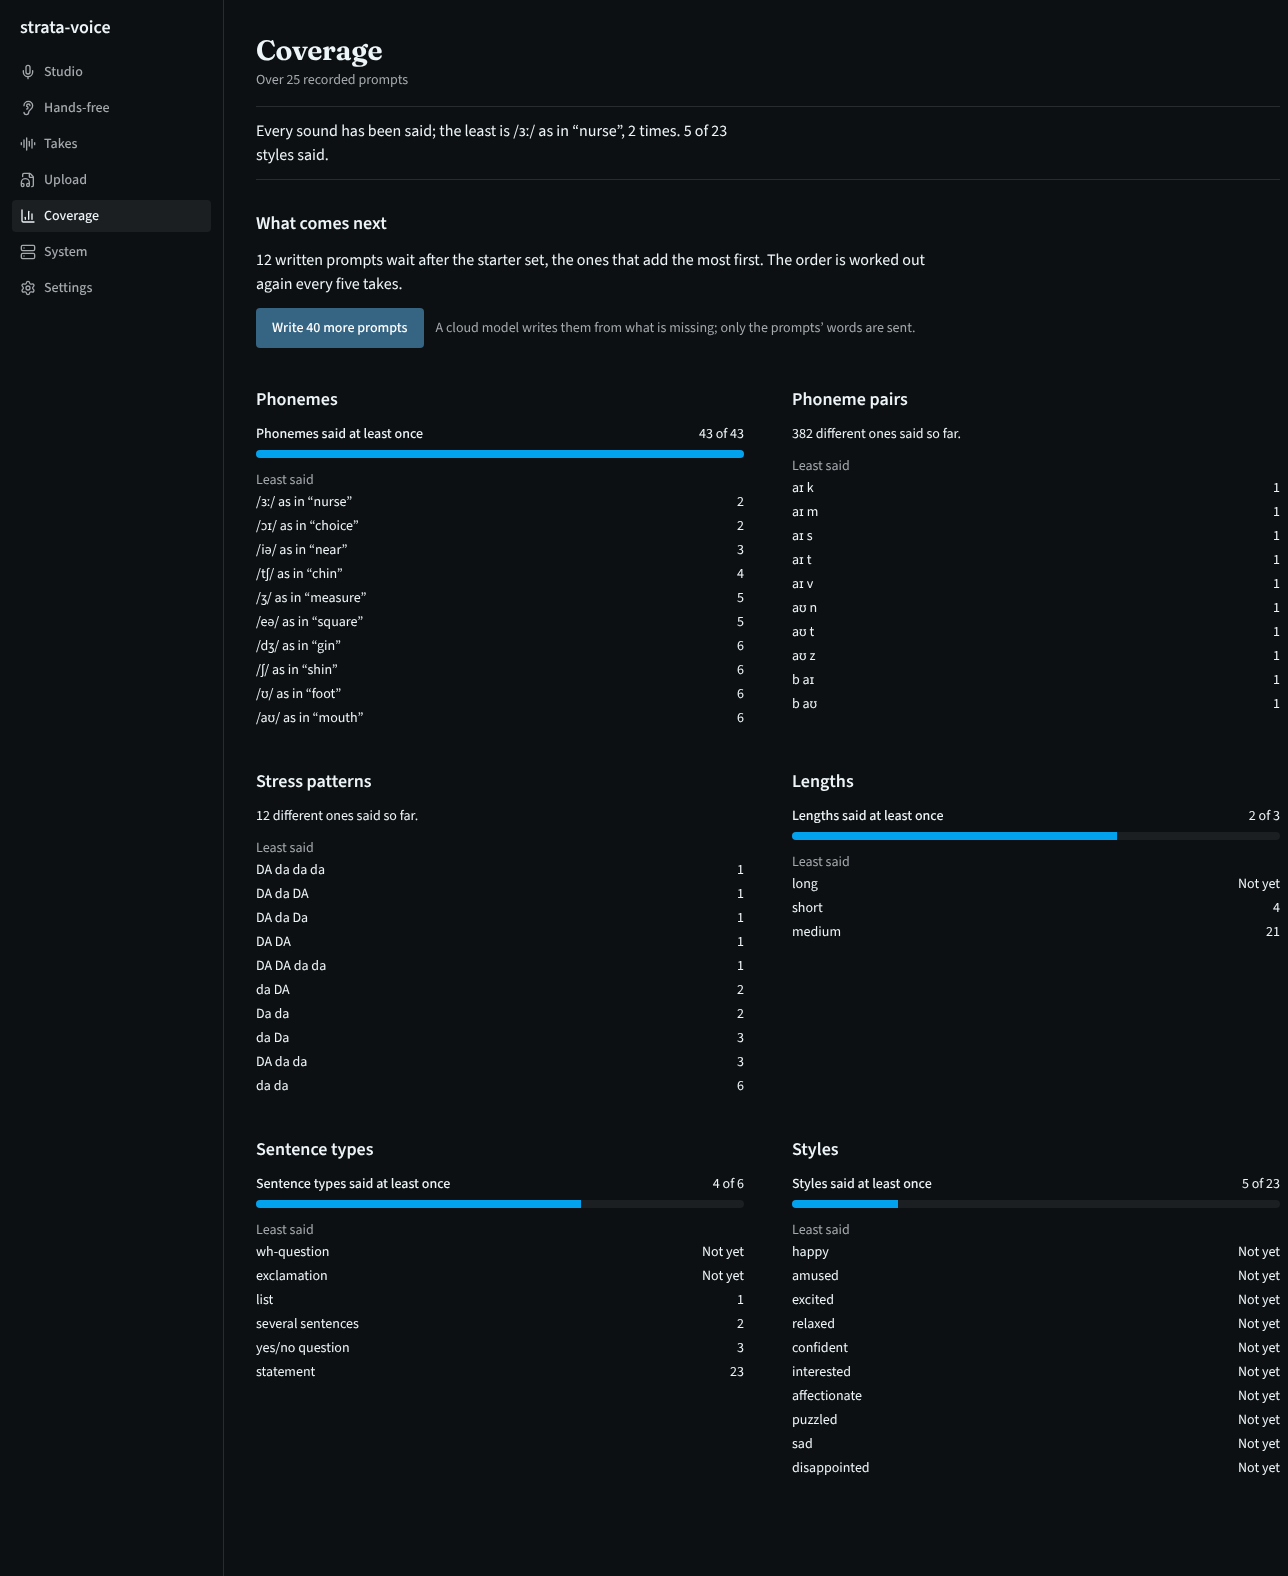 strata-voice
Studio
Hands-free
Takes
Upload
Coverage
System
Settings
Coverage
Over 25 recorded prompts
Every sound has been said; the least is /ɜː/ as in “nurse”, 2 times. 5 of 23
styles said.
What comes next
12 written prompts wait after the starter set, the ones that add the most first. The order is worked out
again every five takes.
Write 40 more prompts
A cloud model writes them from what is missing; only the prompts’ words are sent.
Phonemes
Phonemes said at least once 43 of 43
Least said
/ɜː/ as in “nurse” 2
/ɔɪ/ as in “choice” 2
/iə/ as in “near” 3
/tʃ/ as in “chin” 4
/ʒ/ as in “measure” 5
/eə/ as in “square” 5
/dʒ/ as in “gin” 6
/ʃ/ as in “shin” 6
/ʊ/ as in “foot” 6
/aʊ/ as in “mouth” 6
Phoneme pairs
382 different ones said so far.
Least said
aɪ k 1
aɪ m 1
aɪ s 1
aɪ t 1
aɪ v 1
aʊ n 1
aʊ t 1
aʊ z 1
b aɪ 1
b aʊ 1
Stress patterns
12 different ones said so far.
Least said
DA da da da 1
DA da DA 1
DA da Da 1
DA DA 1
DA DA da da 1
da DA 2
Da da 2
da Da 3
DA da da 3
da da 6
Lengths
Lengths said at least once 2 of 3
Least said
long Not yet
short 4
medium 21
Sentence types
Sentence types said at least once 4 of 6
Least said
wh-question Not yet
exclamation Not yet
list 1
several sentences 2
yes/no question 3
statement 23
Styles
Styles said at least once 5 of 23
Least said
happy Not yet
amused Not yet
excited Not yet
relaxed Not yet
confident Not yet
interested Not yet
affectionate Not yet
puzzled Not yet
sad Not yet
disappointed Not yet